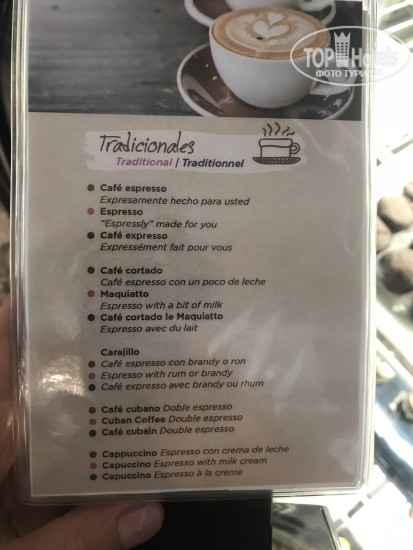 TOP Hotels
ФОТО ТУРИСТА
Tradicionales
Traditional | Traditionnel
Café espresso
Expresamente hecho para usted
Espresso
"Espressly" made for you
Café expresso
Expressément fait pour vous
Café cortado
Café espresso con un poco de leche
Maquiatto
Espresso with a bit of milk
Café cortado le Maquiatto
Espresso avec du lait
Carajillo
Café espresso con brandy o ron
Espresso with rum or brandy
Café expresso avec brandy ou rhum
Café cubano Doble espresso
Cuban Coffee Double espresso
Café cubain Double espresso
Cappuccino Espresso con crema de leche
Capuccino Espresso with milk cream
Capuccino Espresso à la crème